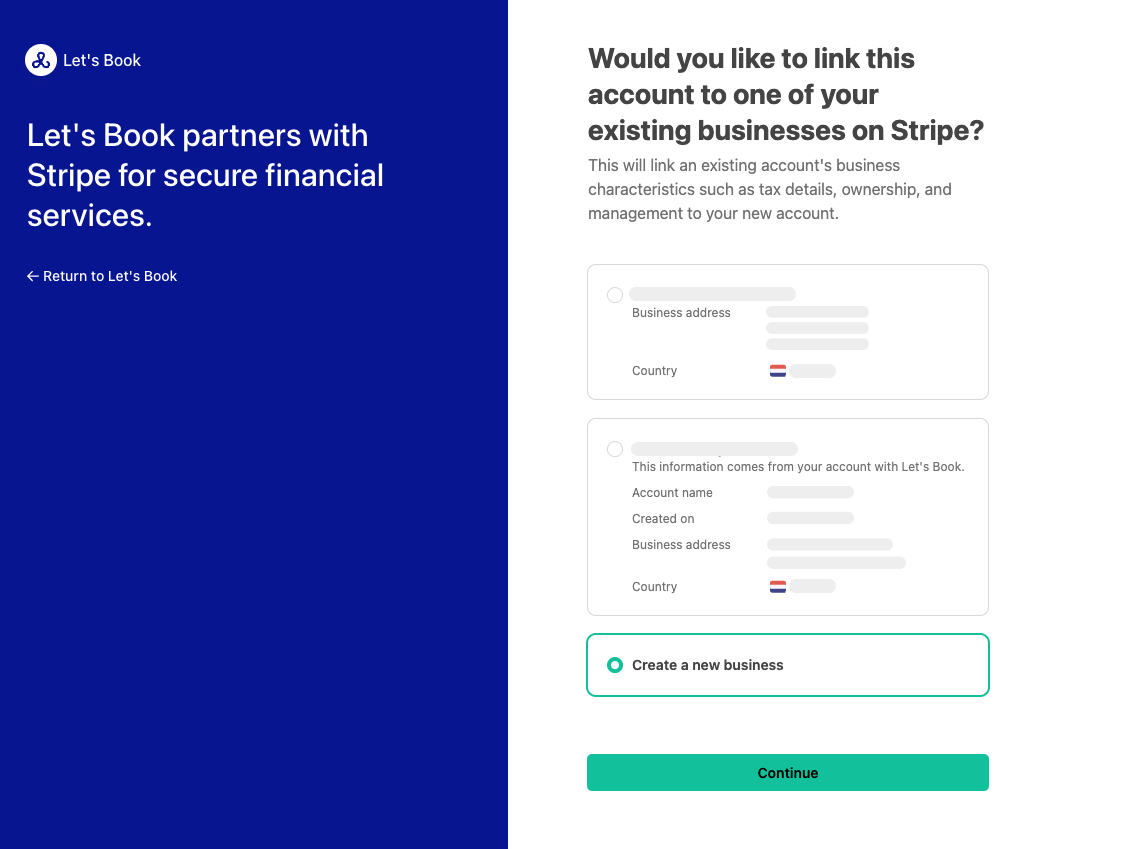 Let's Book
Let's Book partners with
Stripe for secure financial
services.
← Return to Let's Book
Would you like to link this
account to one of your
existing businesses on Stripe?
This will link an existing account's business
characteristics such as tax details, ownership, and
management to your new account.
Business address
Country
This information comes from your account with Let's Book.
Account name
Created on
Business address
Country
Create a new business
Continue